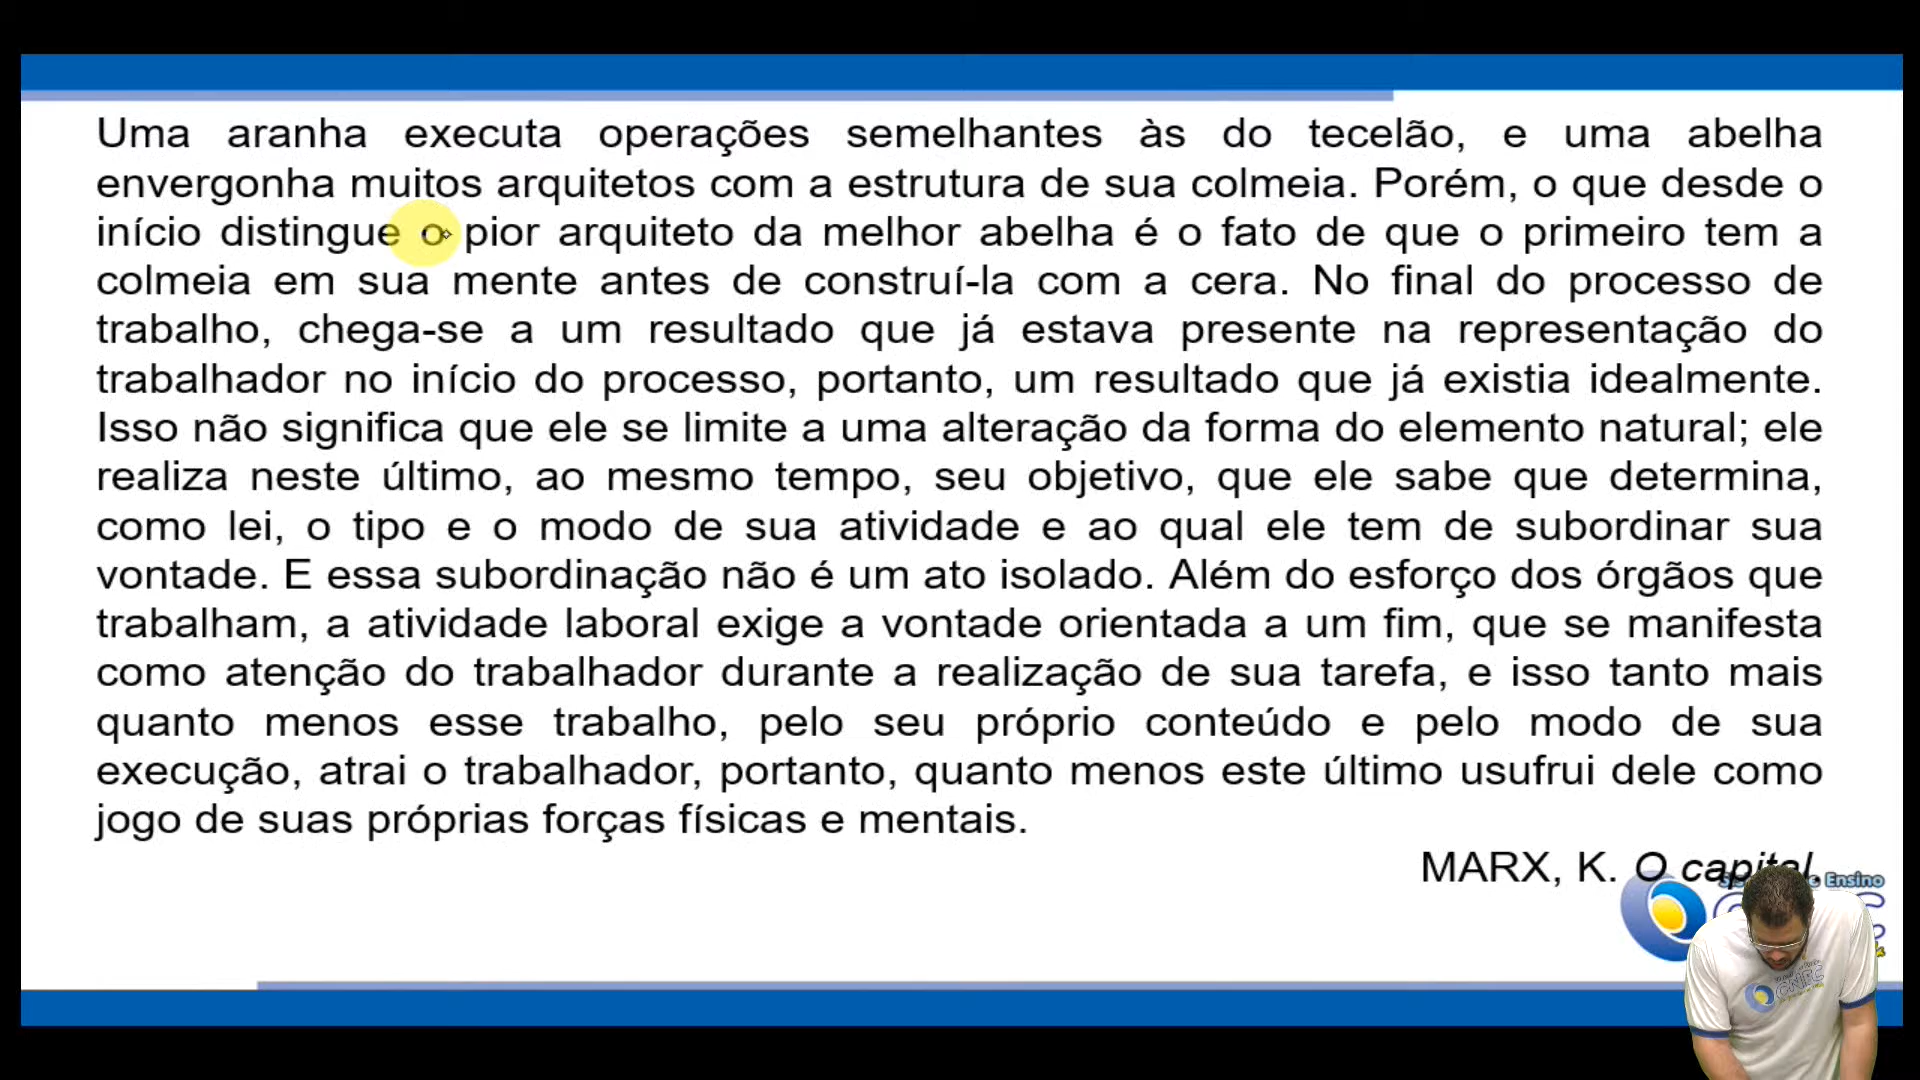 Uma aranha executa operações semelhantes às do tecelão, e uma abelha
envergonha muitos arquitetos com a estrutura de sua colmeia. Porém, o que desde o
início distingue o pior arquiteto da melhor abelha é o fato de que o primeiro tem a
colmeia em sua mente antes de construí-la com a cera. No final do processo de
trabalho, chega-se a um resultado que já estava presente na representação do
trabalhador no início do processo, portanto, um resultado que já existia idealmente.
Isso não significa que ele se limite a uma alteração da forma do elemento natural; ele
realiza neste último, ao mesmo tempo, seu objetivo, que ele sabe que determina,
como lei, o tipo e o modo de sua atividade e ao qual ele tem de subordinar sua
vontade. E essa subordinação não é um ato isolado. Além do esforço dos órgãos que
trabalham, a atividade laboral exige a vontade orientada a um fim, que se manifesta
como atenção do trabalhador durante a realização de sua tarefa, e isso tanto mais
quanto menos esse trabalho, pelo seu próprio conteúdo e pelo modo de sua
execução, atrai o trabalhador, portanto, quanto menos este último usufrui dele como
jogo de suas próprias forças físicas e mentais.
MARX, K. O capital
Ensino
CNEC